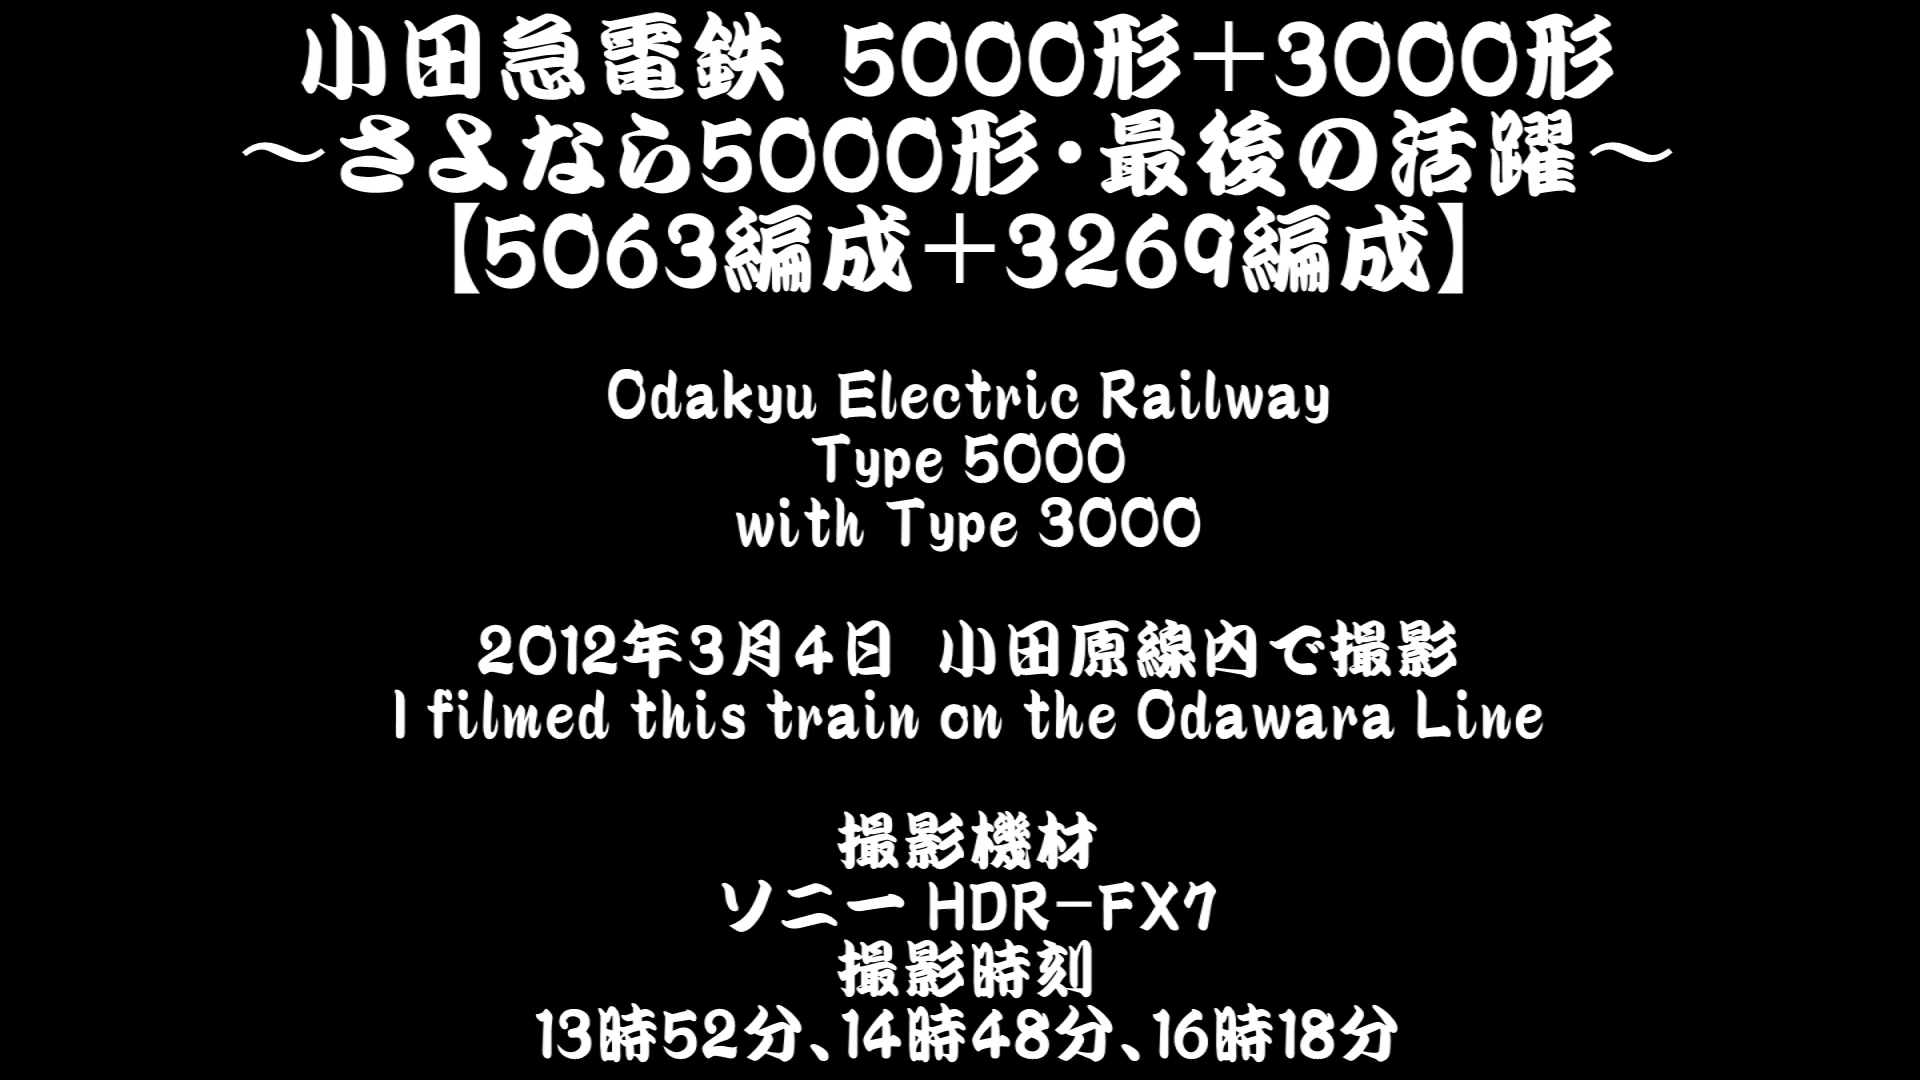 小田急電鉄 5000形＋3000形
～さよなら5000形・最後の活躍～
【5063編成＋3269編成】
Odakyu Electric Railway
Type 5000
with Type 3000
2012年3月4日 小田原線内で撮影
I filmed this train on the Odawara Line
撮影機材
ソニー HDR－FX7
撮影時刻
13時52分、14時48分、16時18分